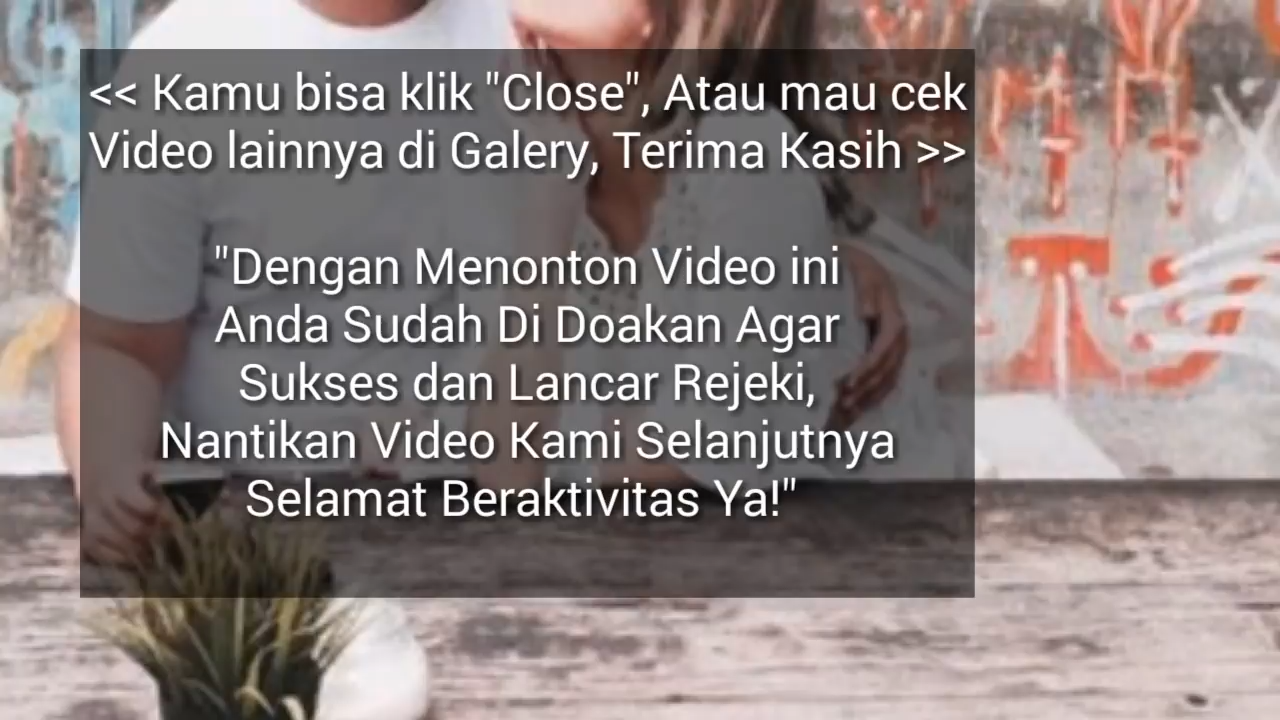 << Kamu bisa klik "Close", Atau mau cek
Video lainnya di Galery, Terima Kasih >>
"Dengan Menonton Video ini
Anda Sudah Di Doakan Agar
Sukses dan Lancar Rejeki,
Nantikan Video Kami Selanjutnya
Selamat Beraktivitas Ya!"